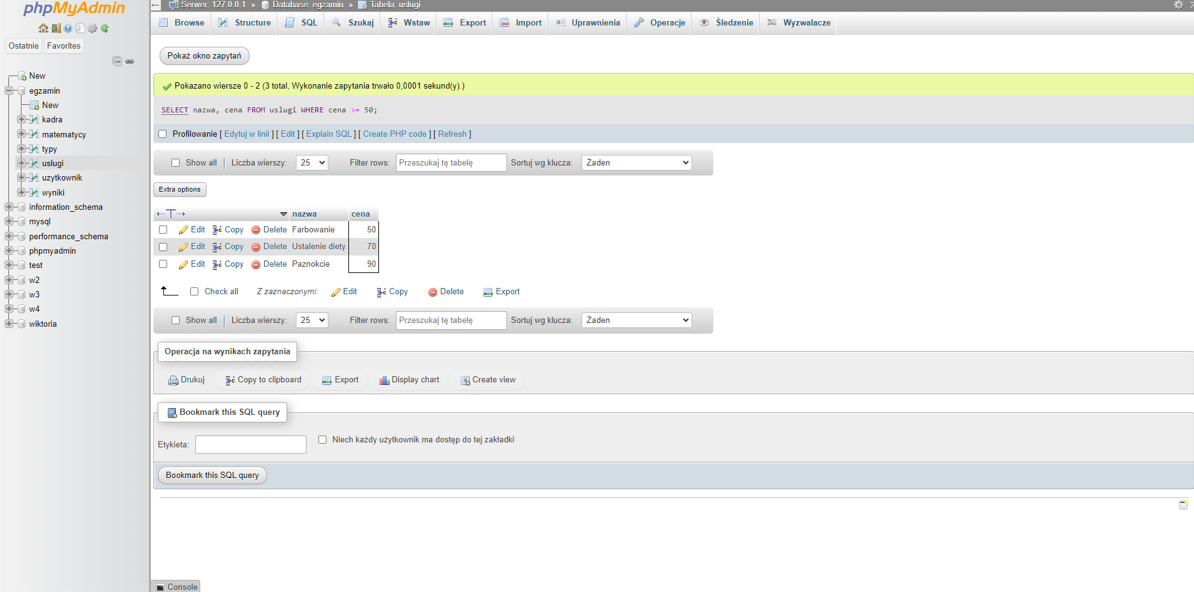 phpMyAdmin
Serwer: 127.0.0.1 » Database: egzamin » Tabela: uslugi
Browse Structure SQL Szukaj Wstaw Export Import Uprawnienia Operacje Śledzenie Wyzwalacze
Ostatnie Favorites
New
egzamin
New
kadra
matematycy
typy
uslugi
uzytkownik
wyniki
information_schema
mysql
performance_schema
phpmyadmin
test
w2
w3
w4
wiktoria
Pokaż okno zapytań
Pokazano wiersze 0 - 2 (3 total, Wykonanie zapytania trwało 0,0001 sekund(y).)
SELECT nazwa, cena FROM uslugi WHERE cena >= 50;
Profilowanie [ Edytuj w linii ] [ Edit ] [ Explain SQL ] [ Create PHP code ] [ Refresh ]
Show all Liczba wierszy: 25 Filter rows: Przeszukaj tę tabelę Sortuj wg klucza: Żaden
Extra options
←T→ nazwa cena
Edit Copy Delete Farbowanie 50
Edit Copy Delete Ustalenie diety 70
Edit Copy Delete Paznokcie 90
Check all Z zaznaczonymi: Edit Copy Delete Export
Show all Liczba wierszy: 25 Filter rows: Przeszukaj tę tabelę Sortuj wg klucza: Żaden
Operacja na wynikach zapytania
Drukuj Copy to clipboard Export Display chart Create view
Bookmark this SQL query
Etykieta: Niech każdy użytkownik ma dostęp do tej zakładki
Bookmark this SQL query
Console